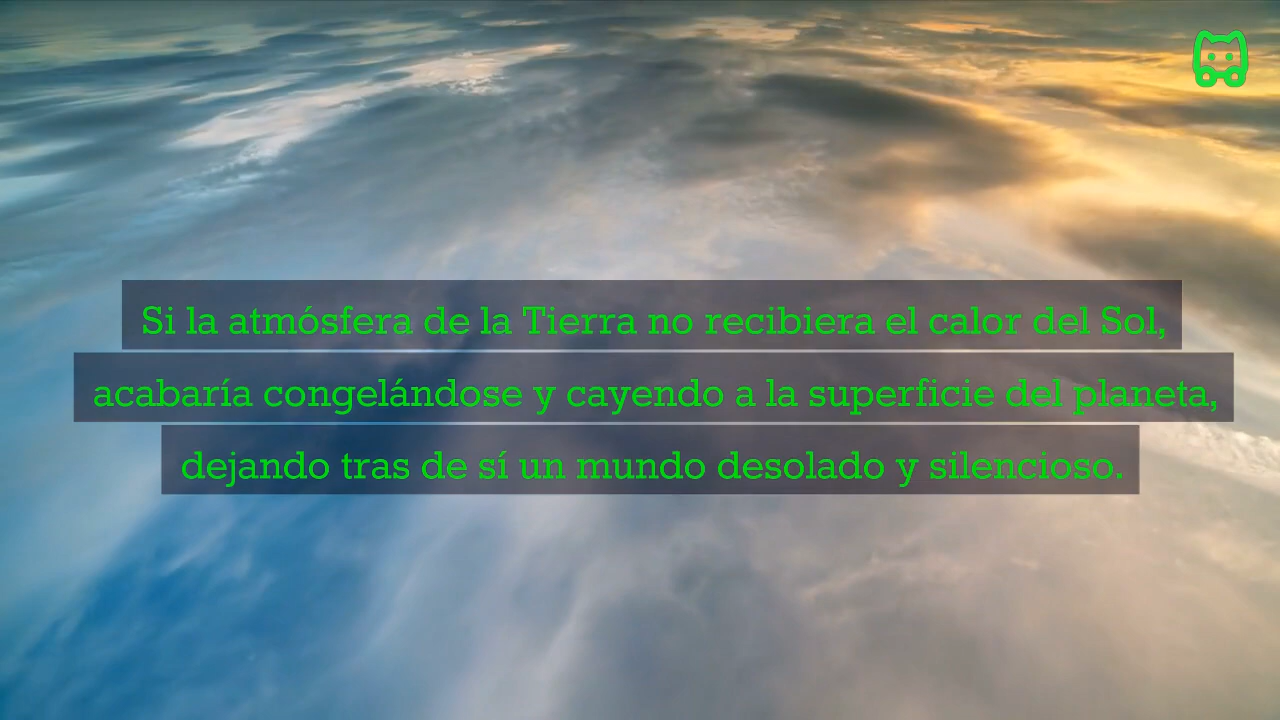 Si la atmósfera de la Tierra no recibiera el calor del Sol,
acabaría congelándose y cayendo a la superficie del planeta,
dejando tras de sí un mundo desolado y silencioso.